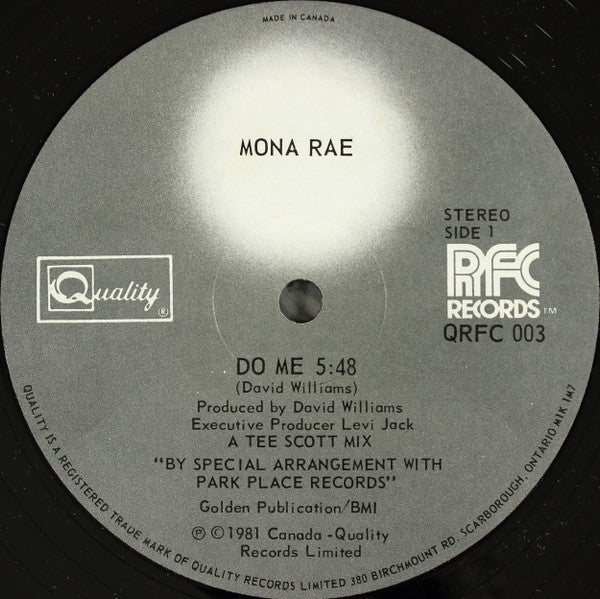 MADE IN CANADA
MONA RAE
STEREO
SIDE 1
Quality ®
RFC
RECORDS ™
QRFC 003
DO ME 5:48
(David Williams)
Produced by David Williams
Executive Producer Levi Jack
A TEE SCOTT MIX
"BY SPECIAL ARRANGEMENT WITH
PARK PLACE RECORDS"
Golden Publication/BMI
℗ © 1981 Canada -Quality
Records Limited
QUALITY IS A REGISTERED TRADE MARK OF QUALITY RECORDS LIMITED 380 BIRCHMOUNT RD. SCARBOROUGH, ONTARIO M1K 1M7